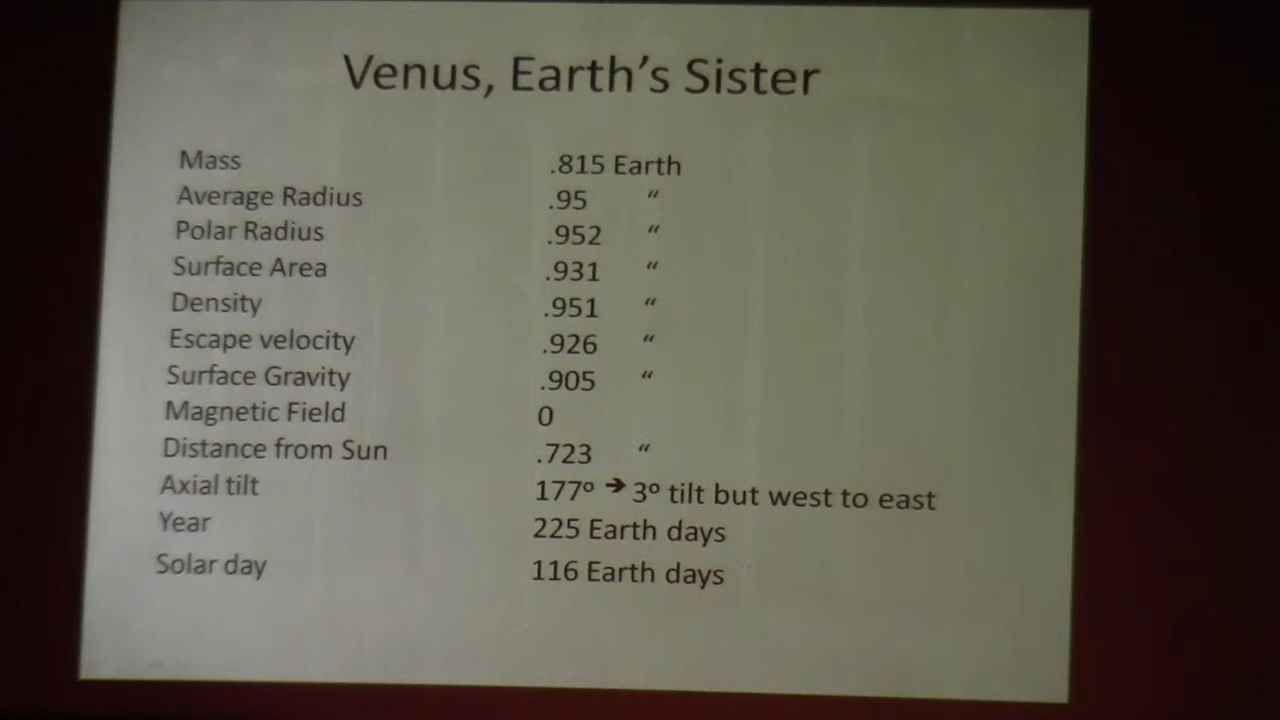 Venus, Earth’s Sister
Mass .815 Earth
Average Radius .95 “
Polar Radius .952 “
Surface Area .931 “
Density .951 “
Escape velocity .926 “
Surface Gravity .905 “
Magnetic Field 0
Distance from Sun .723 “
Axial tilt 177º ➔ 3º tilt but west to east
Year 225 Earth days
Solar day 116 Earth days